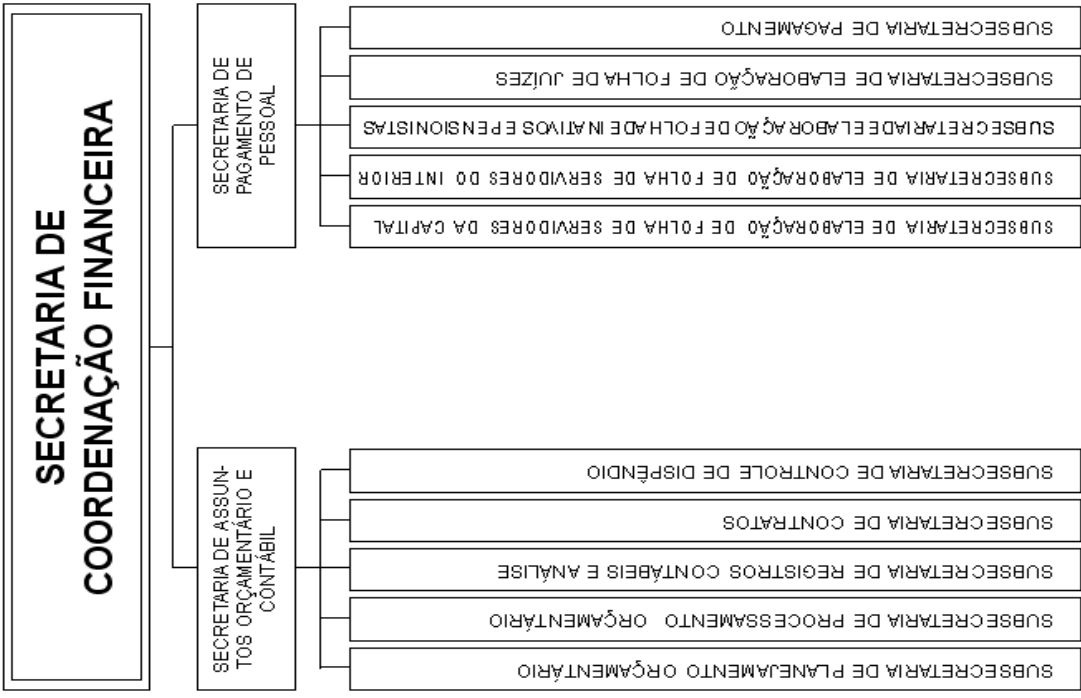 SECRETARIA DE
COORDENAÇÃO FINANCEIRA
SECRETARIA DE ASSUN-
TOS ORÇAMENTÁRIO E
CONTÁBIL
SUBSECRETARIA DE PLANEJAMENTO ORÇAMENTÁRIO
SUBSECRETARIA DE PROCESSAMENTO ORÇAMENTÁRIO
SUBSECRETARIA DE REGISTROS CONTÁBEIS E ANÁLISE
SUBSECRETARIA DE CONTRATOS
SUBSECRETARIA DE CONTROLE DE DISPÊNDIO
SECRETARIA DE
PAGAMENTO DE
PESSOAL
SUBSECRETARIA DE ELABORAÇÃO DE FOLHA DE SERVIDORES DA CAPITAL
SUBSECRETARIA DE ELABORAÇÃO DE FOLHA DE SERVIDORES DO INTERIOR
SUBSECRETARIA DE ELABORAÇÃO DE FOLHA DE INATIVOS E PENSIONISTAS
SUBSECRETARIA DE ELABORAÇÃO DE FOLHA DE JUÍZES
SUBSECRETARIA DE PAGAMENTO